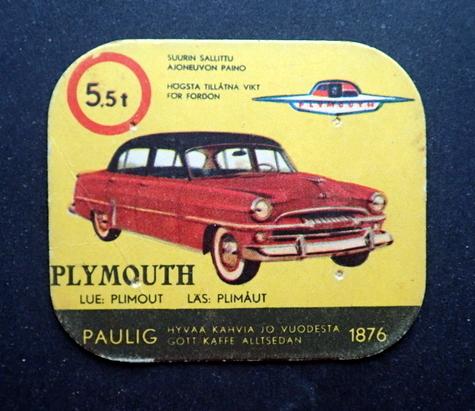 5,5t
SUURIN SALLITTU
AJONEUVON PAINO
HÖGSTA TILLÅTNA VIKT
FÖR FORDON
PLYMOUTH
PLYMOUTH
LUE: PLIMOUT LÄS: PLIMÅUT
PAULIG HYVÄÄ KAHVIA JO VUODESTA 1876
GOTT KAFFE ALLTSEDAN